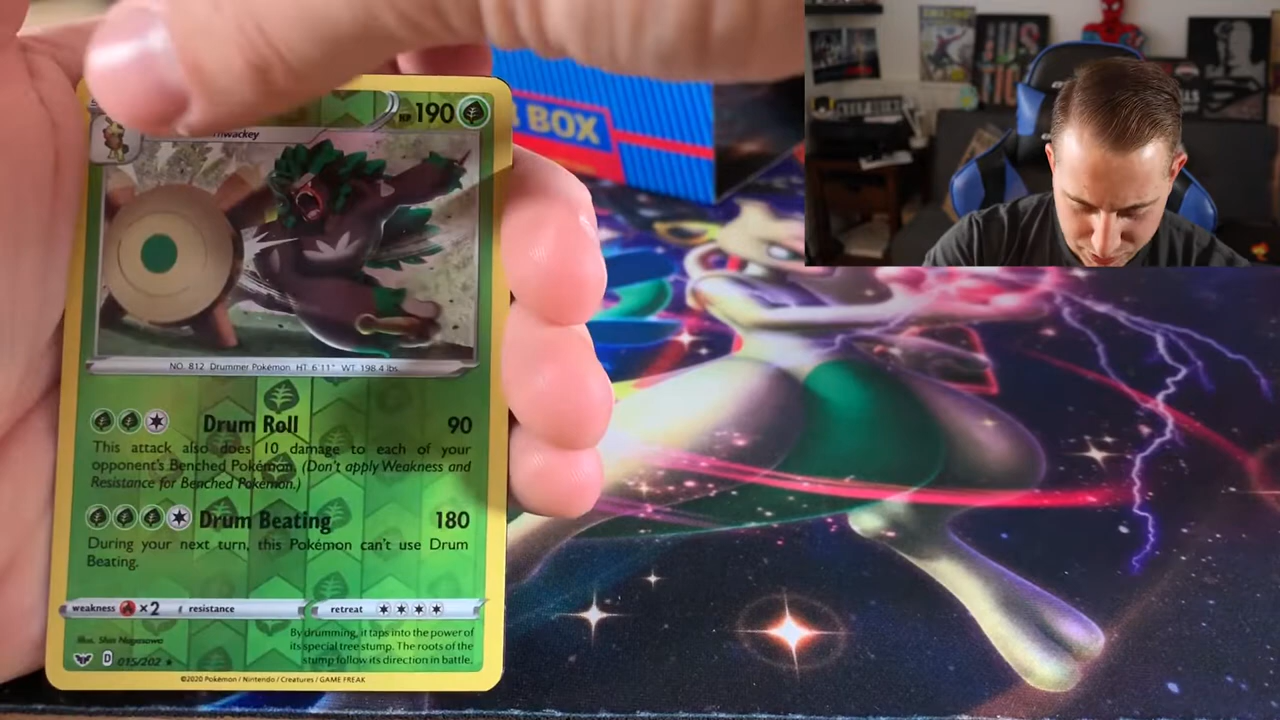 HP 190
BOX
NO. 812 Drummer Pokémon HT 6'11" WT 198.4 lbs.
Drum Roll 90
This attack also does 10 damage to each of your
opponent's Benched Pokémon. (Don't apply Weakness and
Resistance for Benched Pokémon.)
Drum Beating 180
During your next turn, this Pokémon can't use Drum
Beating.
weakness ×2 resistance retreat
Illus. Shin Nagasawa
By drumming, it taps into the power of
its special tree stump. The roots of the
stump follow its direction in battle.
D 015/202 ★
©2020 Pokémon / Nintendo / Creatures / GAME FREAK